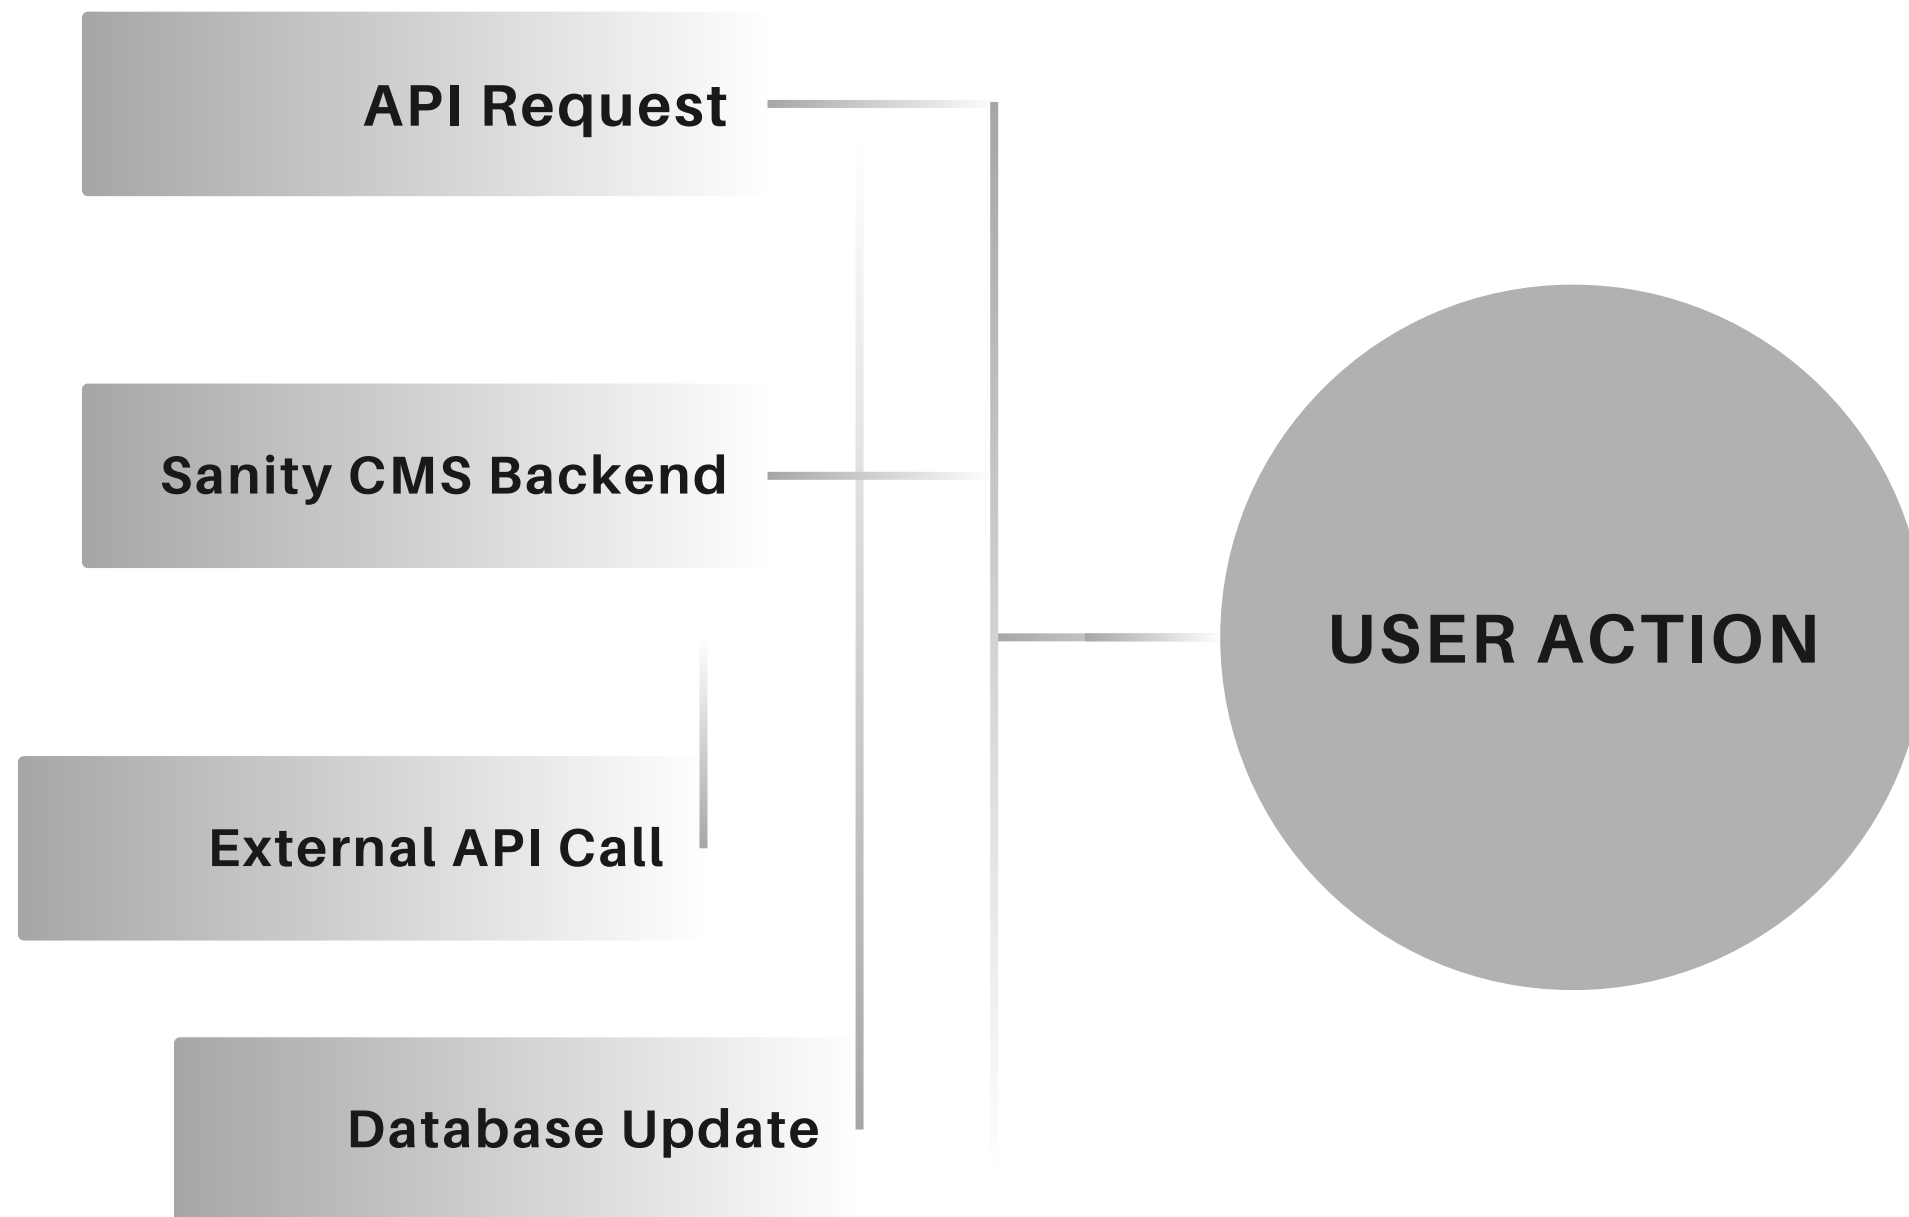 API Request
Sanity CMS Backend
USER ACTION
External API Call
Database Update